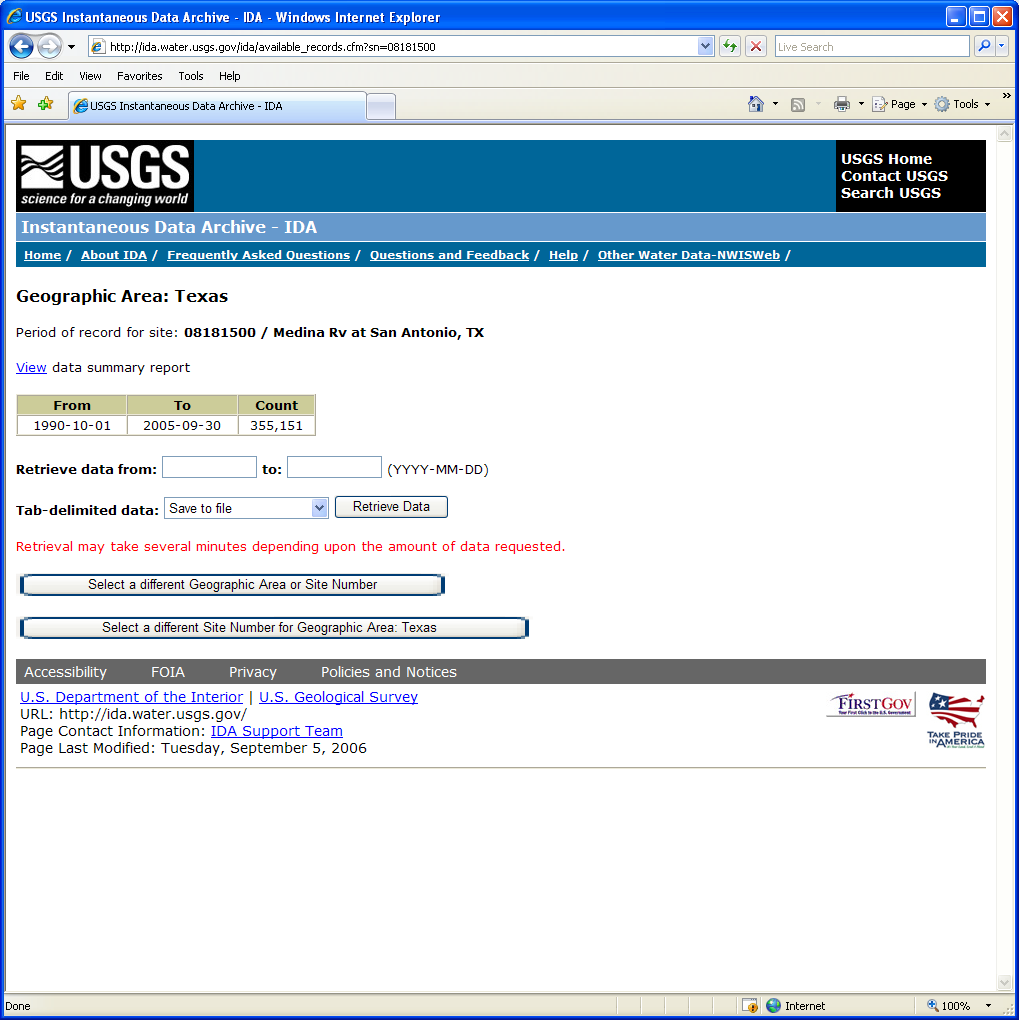 USGS Instantaneous Data Archive - IDA - Windows Internet Explorer
http://ida.water.usgs.gov/ida/available_records.cfm?sn=08181500
Live Search
File Edit View Favorites Tools Help
USGS Instantaneous Data Archive - IDA
Page Tools
USGS
science for a changing world
USGS Home
Contact USGS
Search USGS
Instantaneous Data Archive - IDA
Home / About IDA / Frequently Asked Questions / Questions and Feedback / Help / Other Water Data-NWISWeb /
Geographic Area: Texas
Period of record for site: 08181500 / Medina Rv at San Antonio, TX
View data summary report
From To Count
1990-10-01 2005-09-30 355,151
Retrieve data from: to: (YYYY-MM-DD)
Tab-delimited data: Save to file Retrieve Data
Retrieval may take several minutes depending upon the amount of data requested.
Select a different Geographic Area or Site Number
Select a different Site Number for Geographic Area: Texas
Accessibility FOIA Privacy Policies and Notices
U.S. Department of the Interior | U.S. Geological Survey
URL: http://ida.water.usgs.gov/
Page Contact Information: IDA Support Team
Page Last Modified: Tuesday, September 5, 2006
FIRSTGOV
Your First Click to the U.S. Government
TAKE PRIDE
IN AMERICA
Done Internet 100%